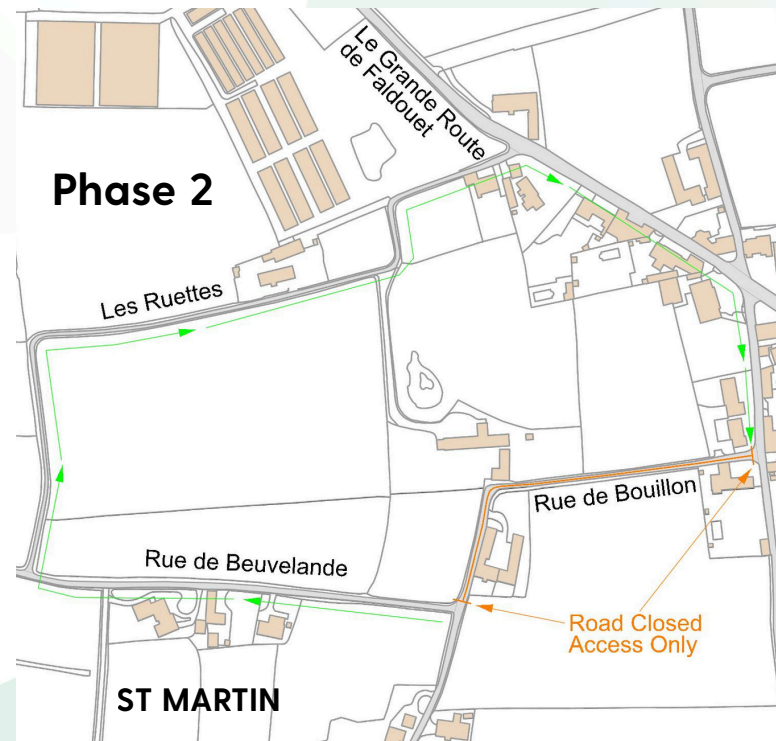 Le Grande Route
de Faldouet
Phase 2
Les Ruettes
Rue de Bouillon
Rue de Beuvelande
Road Closed
Access Only
ST MARTIN